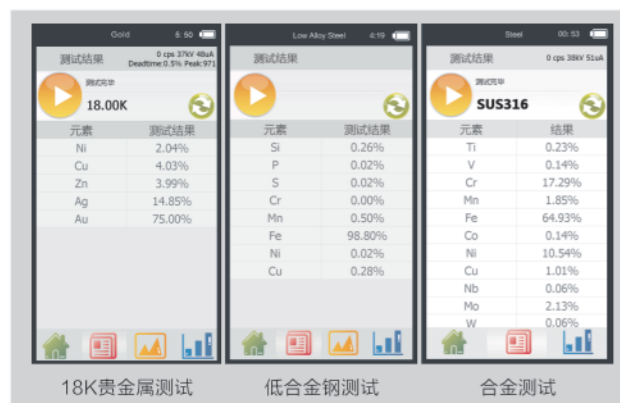 Gold 6: 50
测试结果 0 cps 37kV 48uA
Deadtime:0.5% Peak:971
测试完毕
18.00K
元素 测试结果
Ni 2.04%
Cu 4.03%
Zn 3.99%
Ag 14.85%
Au 75.00%
18K贵金属测试
Low Alloy Steel 4:19
测试结果
元素 测试结果
Si 0.26%
P 0.02%
S 0.02%
Cr 0.00%
Mn 0.50%
Fe 98.80%
Ni 0.02%
Cu 0.28%
低合金钢测试
Steel 00: 53
测试结果 0 cps 38kV 51uA
测试完毕
SUS316
元素 结果
Ti 0.23%
V 0.14%
Cr 17.29%
Mn 1.85%
Fe 64.93%
Co 0.14%
Ni 10.54%
Cu 1.01%
Nb 0.06%
Mo 2.13%
W 0.06%
合金测试